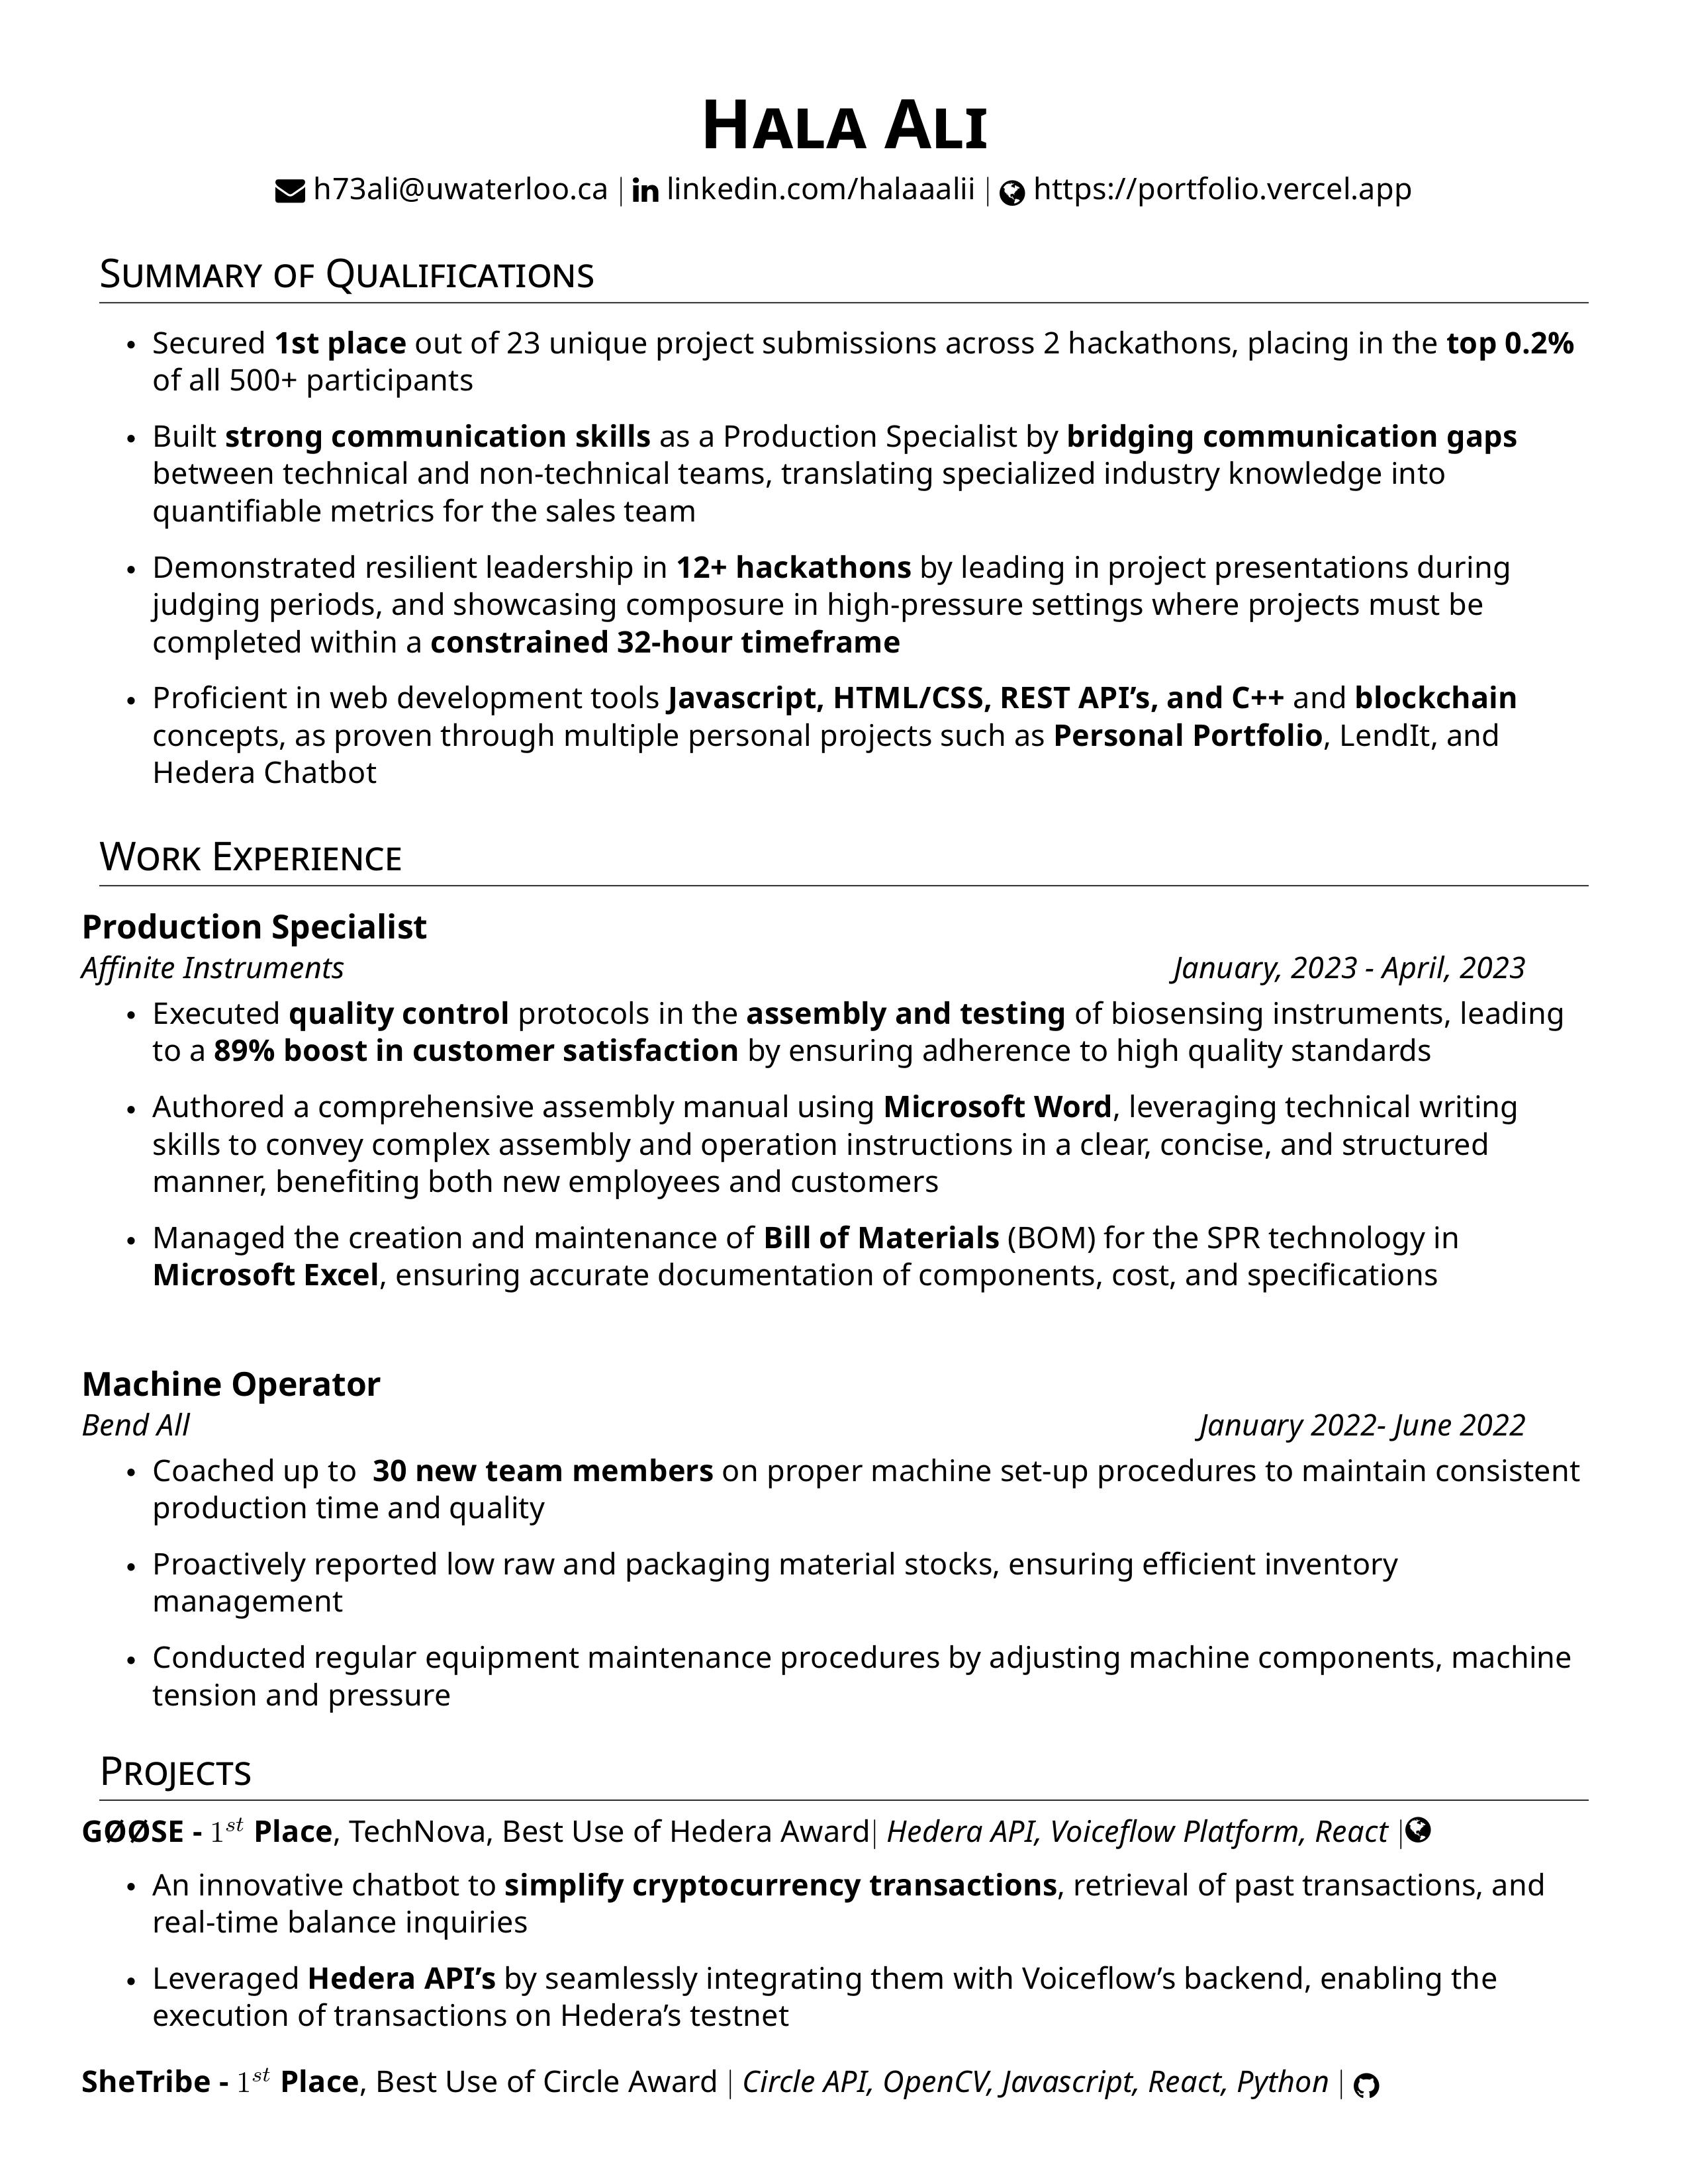 Hala Ali
h73ali@uwaterloo.ca | linkedin.com/halaaalii | https://portfolio.vercel.app
Summary of Qualifications
• Secured 1st place out of 23 unique project submissions across 2 hackathons, placing in the top 0.2%
of all 500+ participants
• Built strong communication skills as a Production Specialist by bridging communication gaps
between technical and non-technical teams, translating specialized industry knowledge into
quantifiable metrics for the sales team
• Demonstrated resilient leadership in 12+ hackathons by leading in project presentations during
judging periods, and showcasing composure in high-pressure settings where projects must be
completed within a constrained 32-hour timeframe
• Proficient in web development tools Javascript, HTML/CSS, REST API’s, and C++ and blockchain
concepts, as proven through multiple personal projects such as Personal Portfolio, LendIt, and
Hedera Chatbot
Work Experience
Production Specialist
Affinite Instruments January, 2023 - April, 2023
• Executed quality control protocols in the assembly and testing of biosensing instruments, leading
to a 89% boost in customer satisfaction by ensuring adherence to high quality standards
• Authored a comprehensive assembly manual using Microsoft Word, leveraging technical writing
skills to convey complex assembly and operation instructions in a clear, concise, and structured
manner, benefiting both new employees and customers
• Managed the creation and maintenance of Bill of Materials (BOM) for the SPR technology in
Microsoft Excel, ensuring accurate documentation of components, cost, and specifications
Machine Operator
Bend All January 2022- June 2022
• Coached up to 30 new team members on proper machine set-up procedures to maintain consistent
production time and quality
• Proactively reported low raw and packaging material stocks, ensuring efficient inventory
management
• Conducted regular equipment maintenance procedures by adjusting machine components, machine
tension and pressure
Projects
GØØSE - 1st Place, TechNova, Best Use of Hedera Award| Hedera API, Voiceflow Platform, React |
• An innovative chatbot to simplify cryptocurrency transactions, retrieval of past transactions, and
real-time balance inquiries
• Leveraged Hedera API’s by seamlessly integrating them with Voiceflow’s backend, enabling the
execution of transactions on Hedera’s testnet
SheTribe - 1st Place, Best Use of Circle Award | Circle API, OpenCV, Javascript, React, Python |